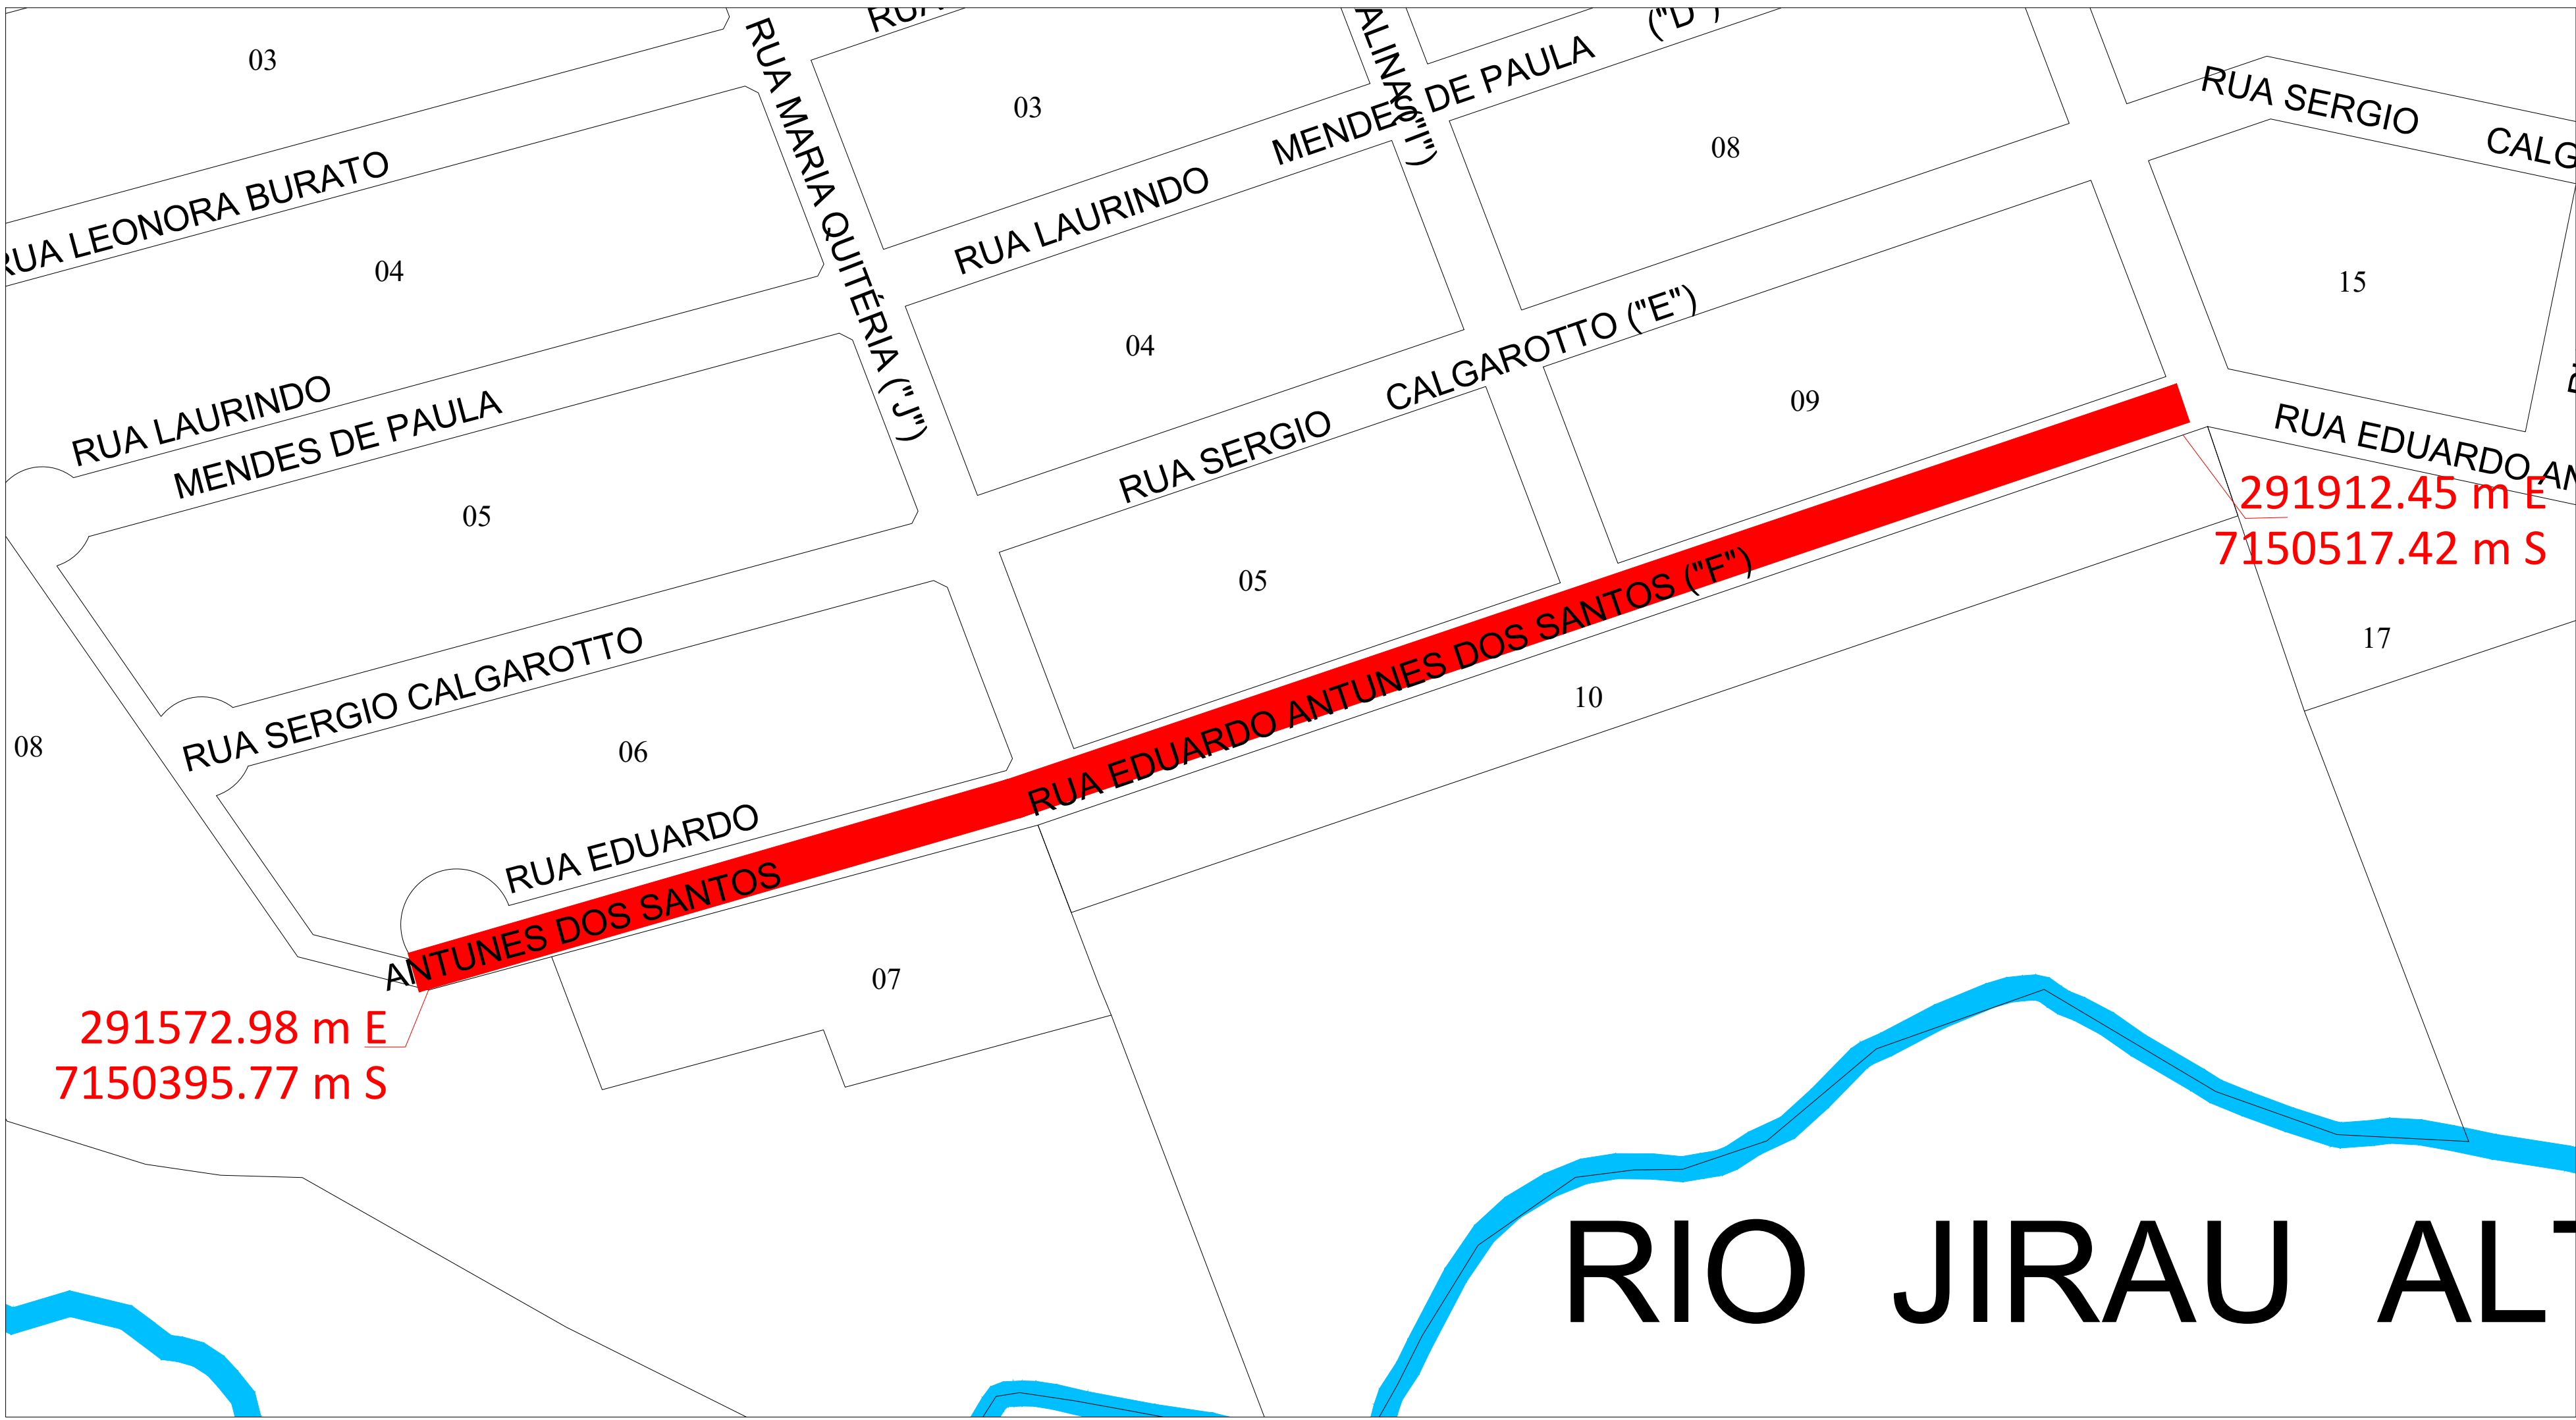 03
RUA MARIA QUITÉRIA ("J")
03
MENDES DE PAULA
08
RUA SERGIO
RUA LEONORA BURATO
RUA LAURINDO
04
04
15
RUA LAURINDO
MENDES DE PAULA
CALGAROTTO ("E")
RUA SERGIO
09
05
05
RUA EDUARDO
291912.45 m E
7150517.42 m S
RUA SERGIO CALGAROTTO
06
08
RUA EDUARDO ANTUNES DOS SANTOS ("F")
10
17
RUA EDUARDO
ANTUNES DOS SANTOS
07
291572.98 m E
7150395.77 m S
RIO JIRAU